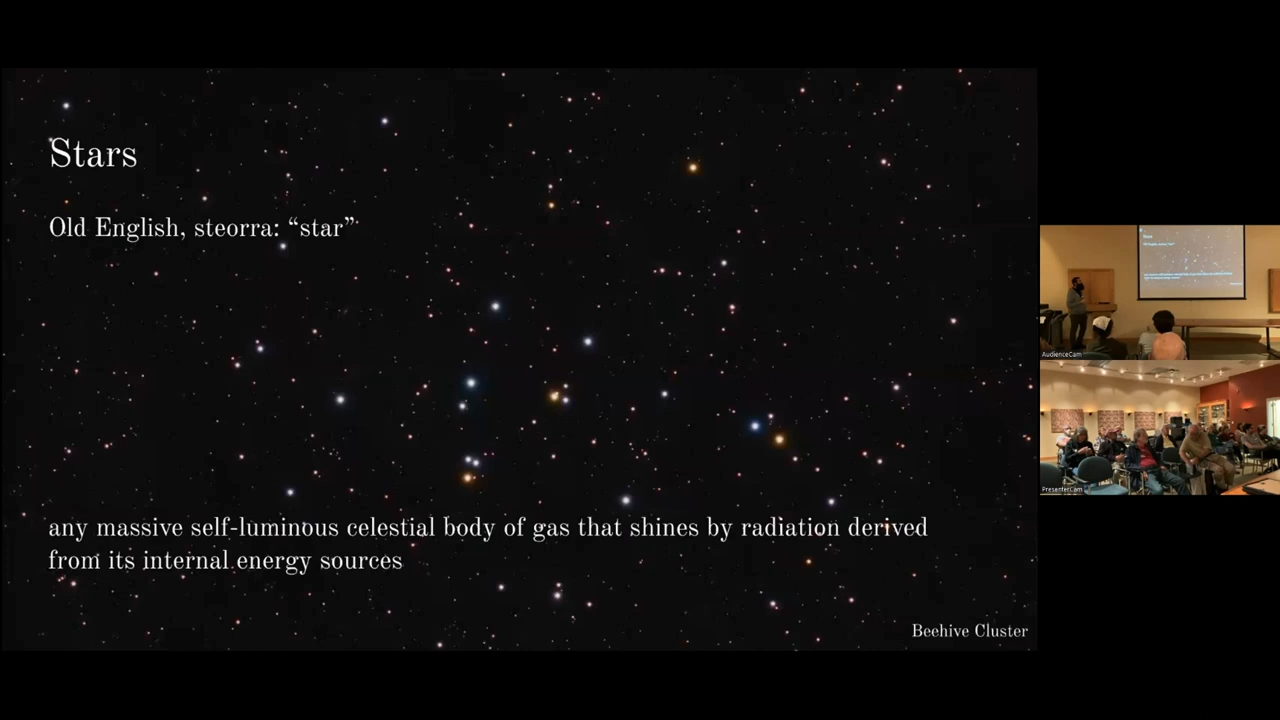 Stars
Old English, steorra: “star”
any massive self-luminous celestial body of gas that shines by radiation derived
from its internal energy sources
Beehive Cluster
AudienceCam
PresenterCam